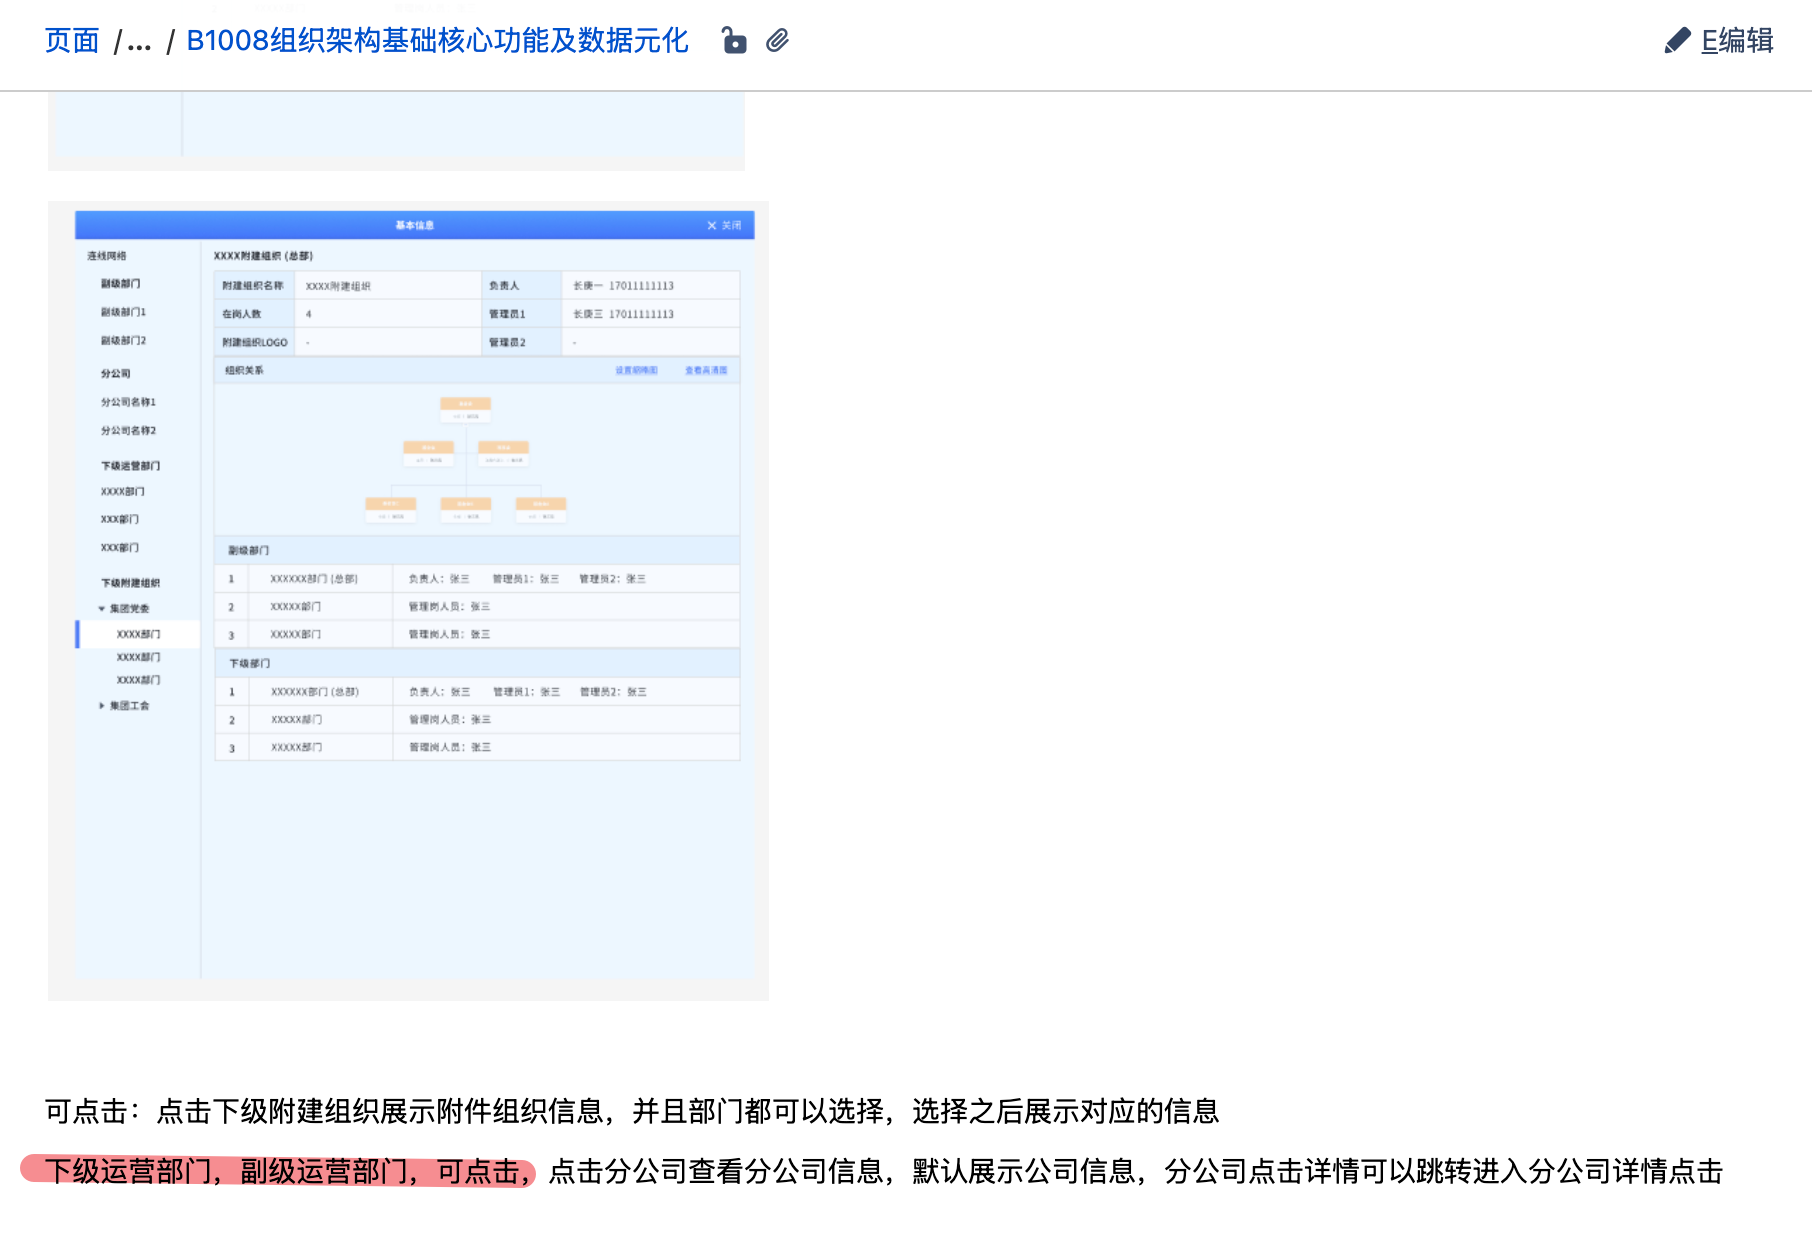 页面 /... / B1008组织架构基础核心功能及数据元化
E编辑
基本信息
关闭
连线网络
副级部门
副级部门1
副级部门2
分公司
分公司名称1
分公司名称2
下级运营部门
XXXX部门
XXX部门
XXX部门
下级附建组织
集团党委
XXXX部门
XXXX部门
XXXX部门
集团工会
XXXX附建组织 (总部)
附建组织名称 XXXX附建组织 负责人 长庚一 17011111113
在岗人数 4 管理员1 长庚三 17011111113
附建组织LOGO - 管理员2 -
组织关系 设置缩略图 查看高清图
副级部门
1 XXXXXX部门 (总部) 负责人：张三 管理员1：张三 管理员2：张三
2 XXXXX部门 管理岗人员：张三
3 XXXXX部门 管理岗人员：张三
下级部门
1 XXXXXX部门 (总部) 负责人：张三 管理员1：张三 管理员2：张三
2 XXXXX部门 管理岗人员：张三
3 XXXXX部门 管理岗人员：张三
可点击：点击下级附建组织展示附件组织信息，并且部门都可以选择，选择之后展示对应的信息
下级运营部门，副级运营部门，可点击，点击分公司查看分公司信息，默认展示公司信息，分公司点击详情可以跳转进入分公司详情点击